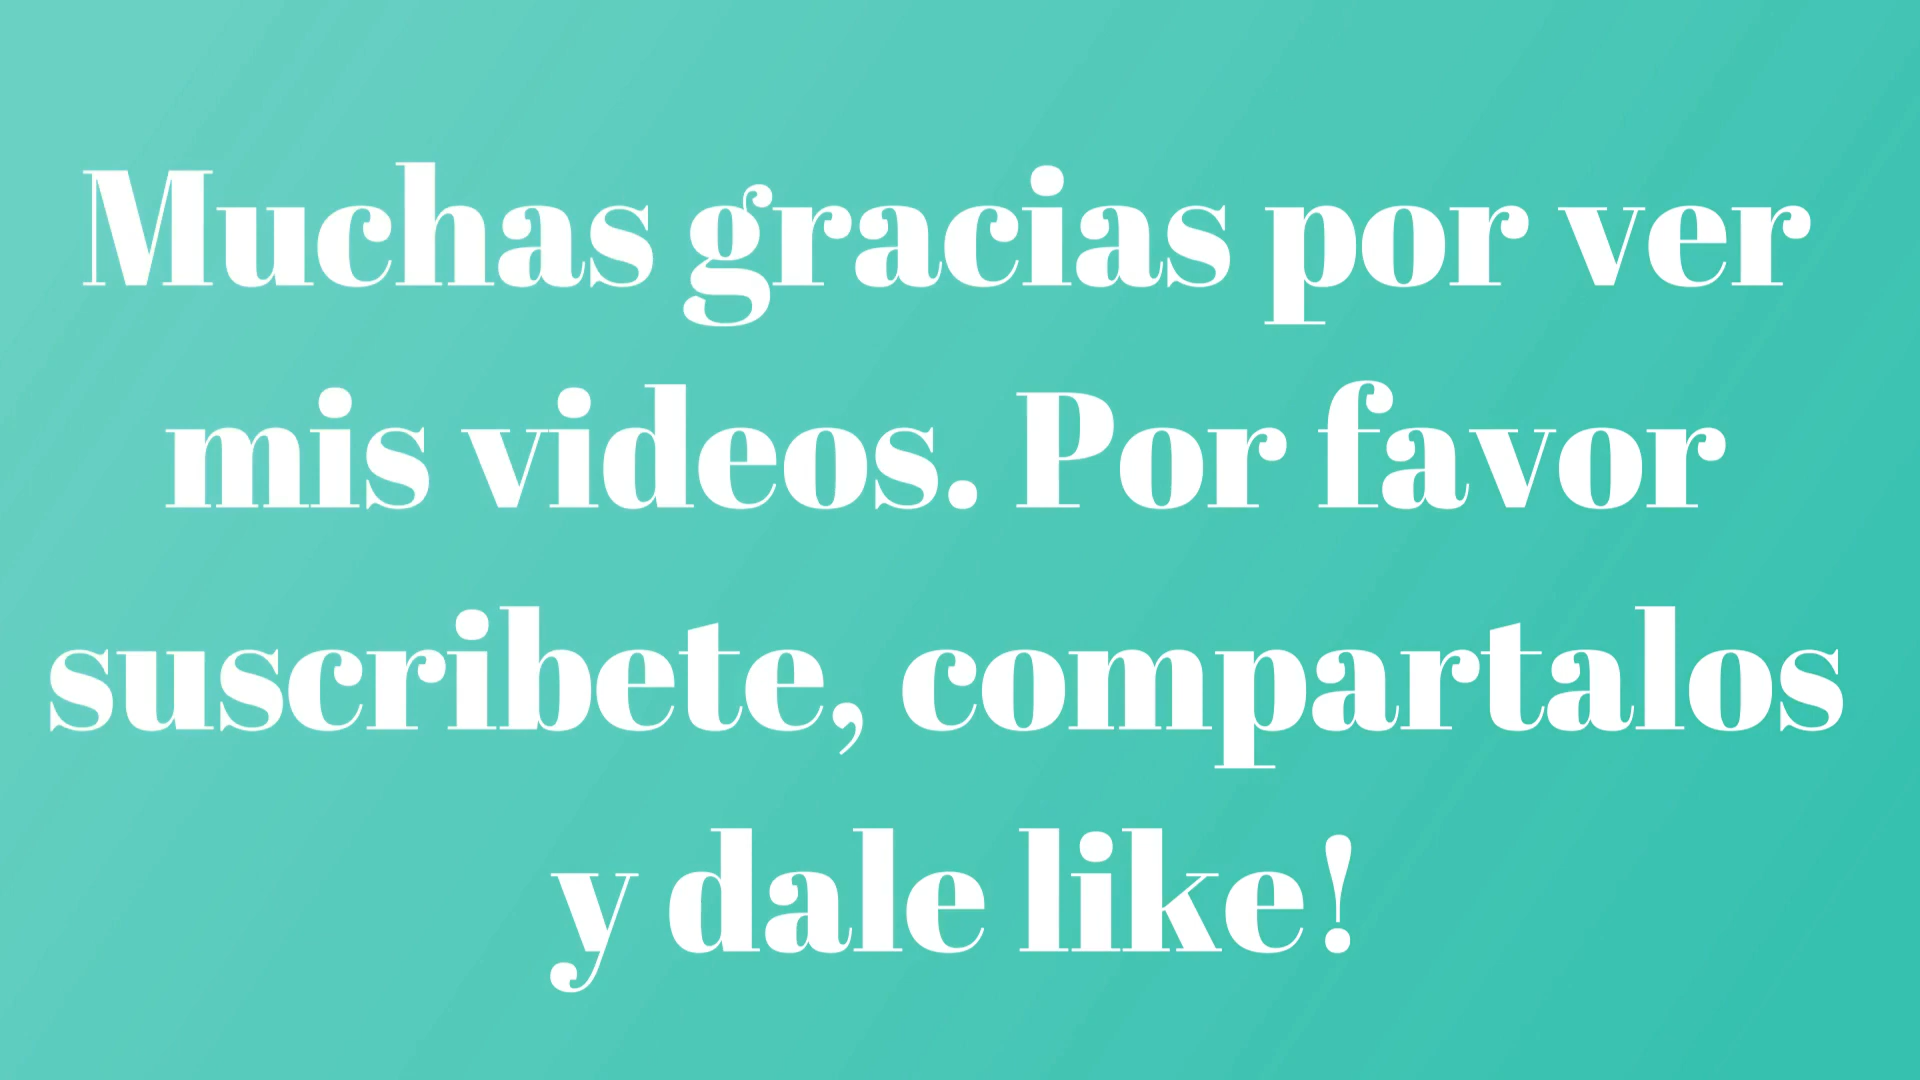 Muchas gracias por ver
mis videos. Por favor
suscribete, compartalos
y dale like!